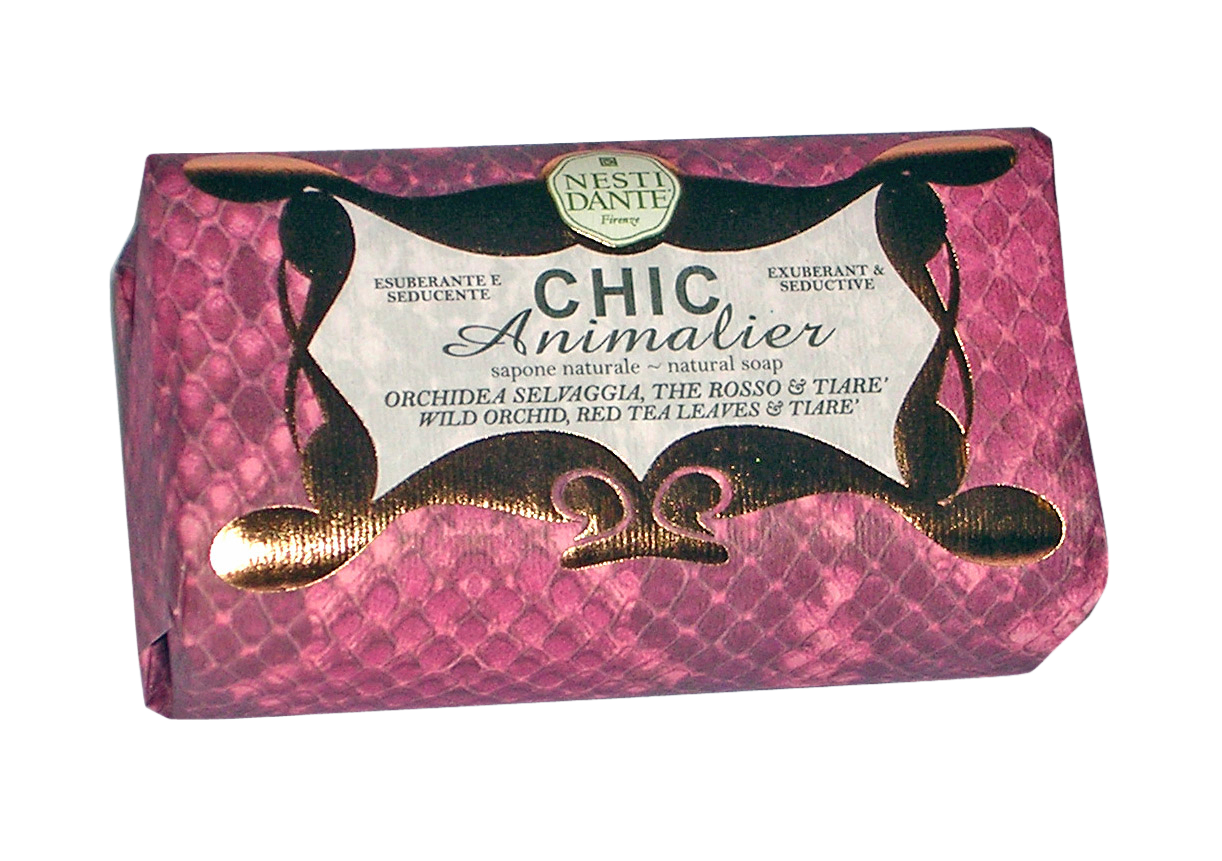 NESTI
DANTE
Firenze
ESUBERANTE E
SEDUCENTE
CHIC
EXUBERANT &
SEDUCTIVE
Animalier
sapone naturale ~ natural soap
ORCHIDEA SELVAGGIA, THE ROSSO & TIARE'
WILD ORCHID, RED TEA LEAVES & TIARE'